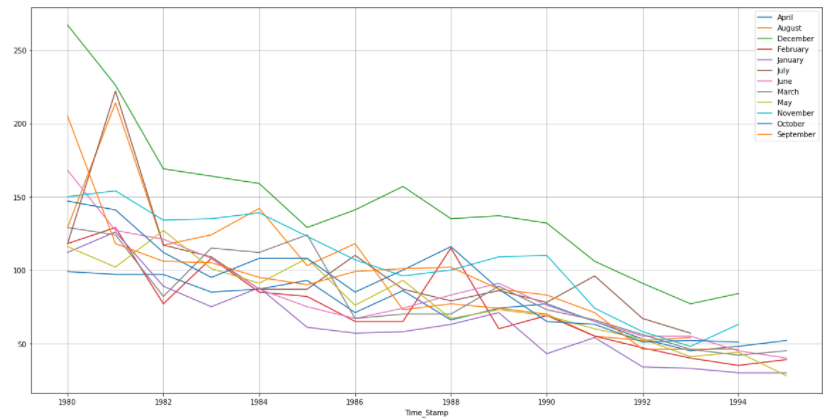 250
200
150
100
50
1980
1982
1984
1986
1988
1990
1992
1994
Time_Stamp
April
August
December
February
January
July
June
March
May
November
October
September